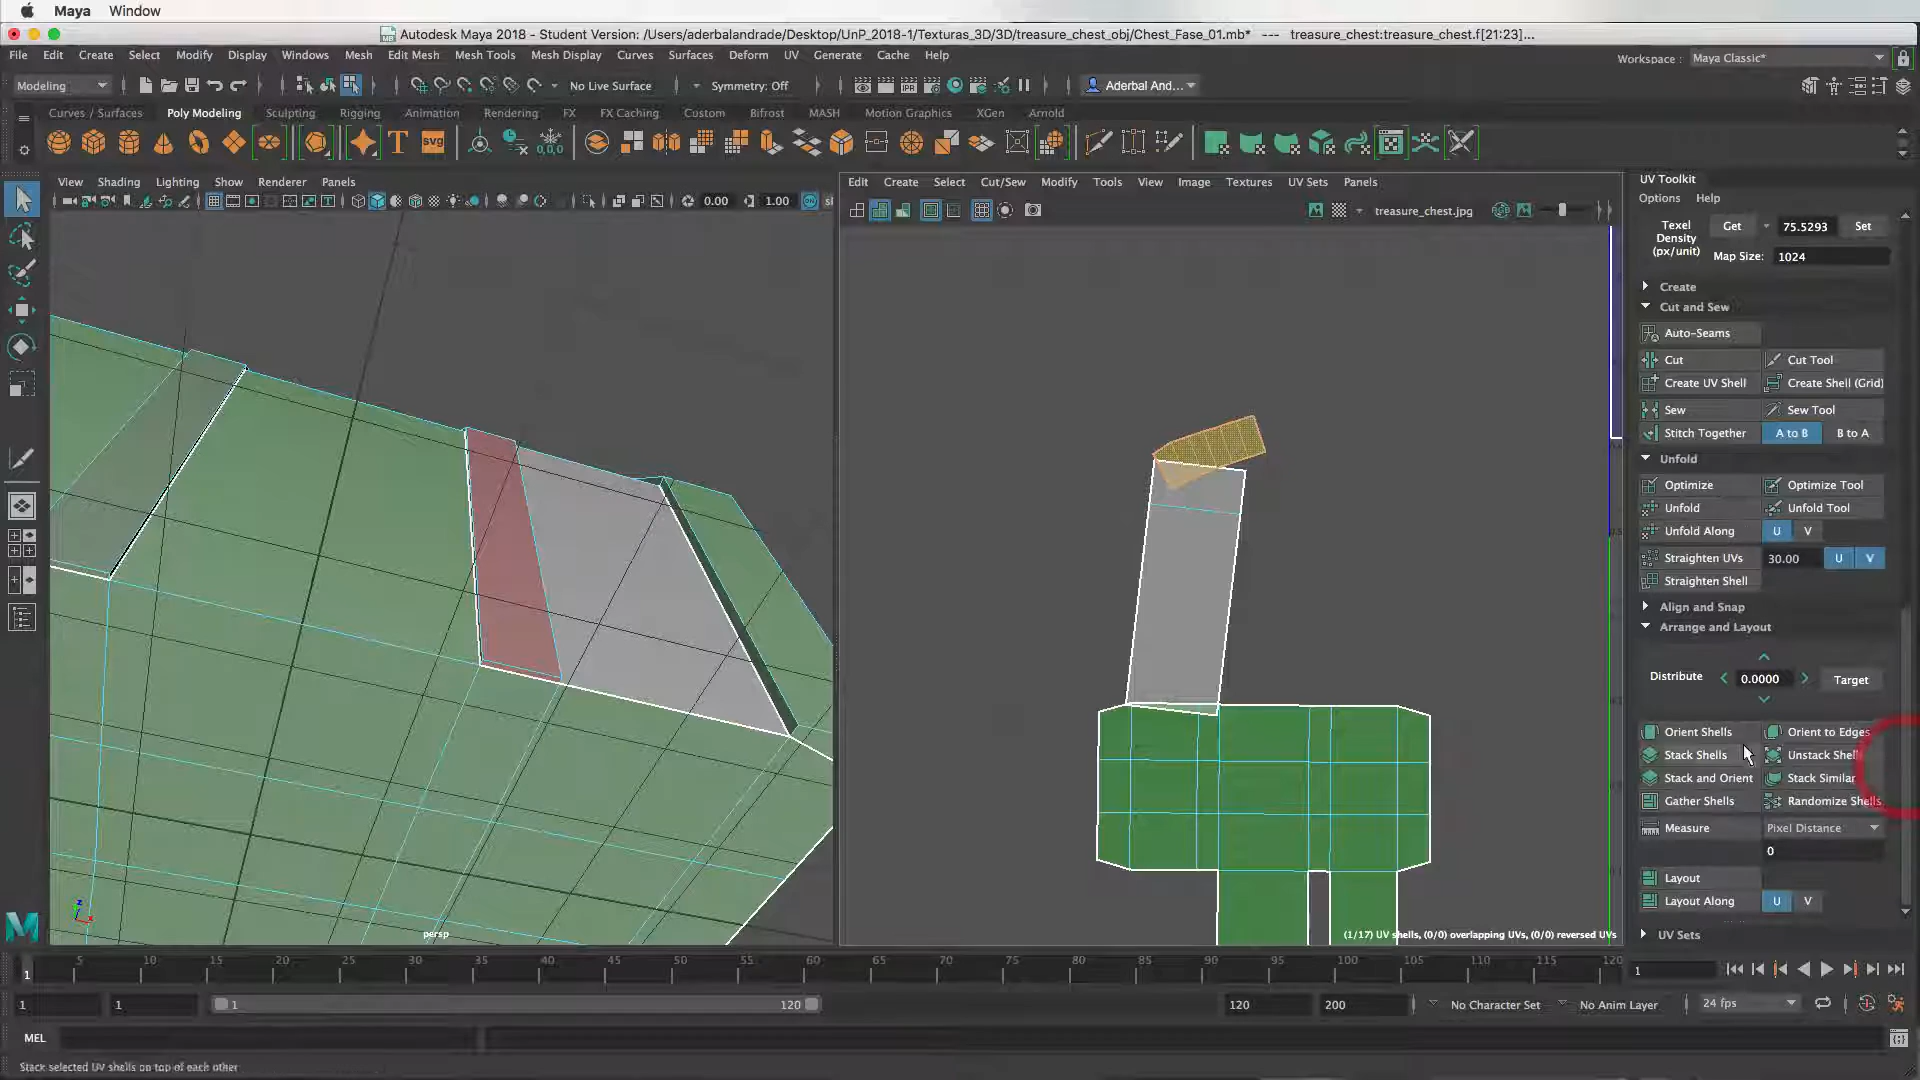 Maya Window
Autodesk Maya 2018 - Student Version: /Users/aderbalandrade/Desktop/UnP_2018-1/Texturas_3D/3D/treasure_chest_obj/Chest_Fase_01.mb* --- treasure_chest:treasure_chest.f[21:23]...
File Edit Create Select Modify Display Windows Mesh Edit Mesh Mesh Tools Mesh Display Curves Surfaces Deform UV Generate Cache Help
Workspace : Maya Classic*
Modeling No Live Surface Symmetry: Off Aderbal And...
Curves / Surfaces Poly Modeling Sculpting Rigging Animation Rendering FX FX Caching Custom Bifrost MASH Motion Graphics XGen Arnold
View Shading Lighting Show Renderer Panels
0.00 1.00
persp
Edit Create Select Cut/Sew Modify Tools View Image Textures UV Sets Panels
treasure_chest.jpg
(1/17) UV shells, (0/0) overlapping UVs, (0/0) reversed UVs
UV Toolkit
Options Help
Texel Density (px/unit) Get 75.5293 Set
Map Size: 1024
Create
Cut and Sew
Auto-Seams
Cut Cut Tool
Create UV Shell Create Shell (Grid)
Sew Sew Tool
Stitch Together A to B B to A
Unfold
Optimize Optimize Tool
Unfold Unfold Tool
Unfold Along U V
Straighten UVs 30.00 U V
Straighten Shell
Align and Snap
Arrange and Layout
Distribute 0.0000 Target
Orient Shells Orient to Edges
Stack Shells Unstack Shell
Stack and Orient Stack Similar
Gather Shells Randomize Shells
Measure Pixel Distance
0
Layout
Layout Along U V
UV Sets
1 5 10 15 20 25 30 35 40 45 50 55 60 65 70 75 80 85 90 95 100 105 110 115 120 1
1 1 1 120 120 200 No Character Set No Anim Layer 24 fps
MEL
Stack selected UV shells on top of each other